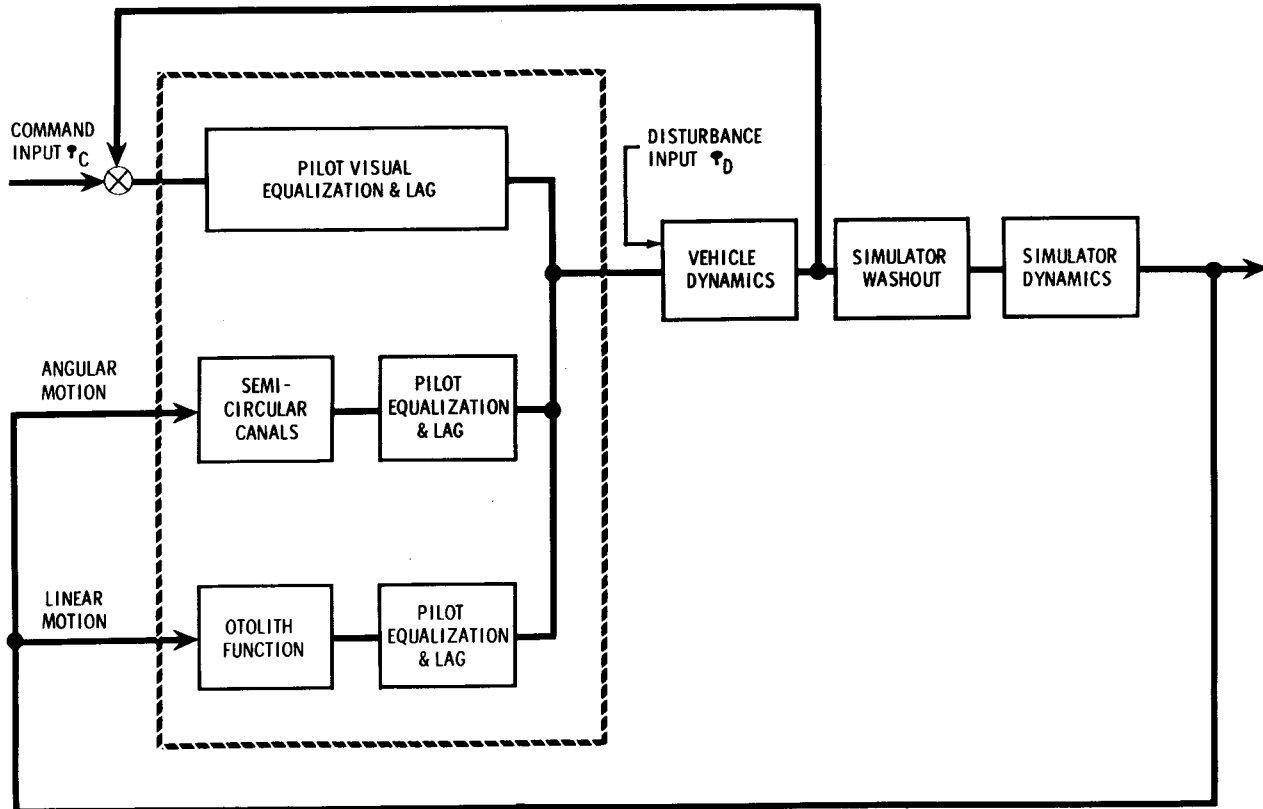 COMMAND
INPUT φC
PILOT VISUAL
EQUALIZATION & LAG
DISTURBANCE
INPUT φD
VEHICLE
DYNAMICS
SIMULATOR
WASHOUT
SIMULATOR
DYNAMICS
ANGULAR
MOTION
SEMI-
CIRCULAR
CANALS
PILOT
EQUALIZATION
& LAG
LINEAR
MOTION
OTOLITH
FUNCTION
PILOT
EQUALIZATION
& LAG